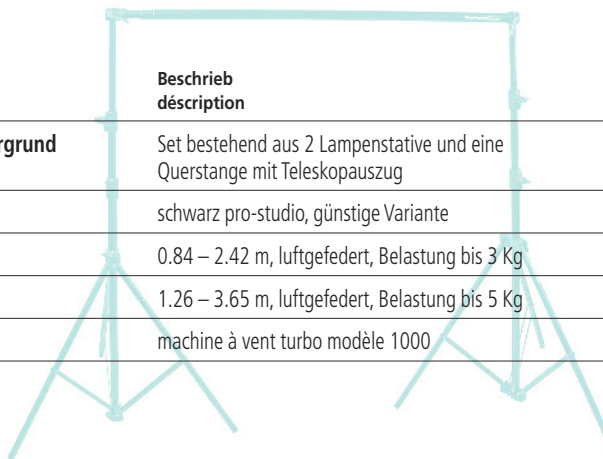 Beschrieb
déscription
rgrund
Set bestehend aus 2 Lampenstative und eine
Querstange mit Teleskopauszug
schwarz pro-studio, günstige Variante
0.84 – 2.42 m, luftgefedert, Belastung bis 3 Kg
1.26 – 3.65 m, luftgefedert, Belastung bis 5 Kg
machine à vent turbo modèle 1000